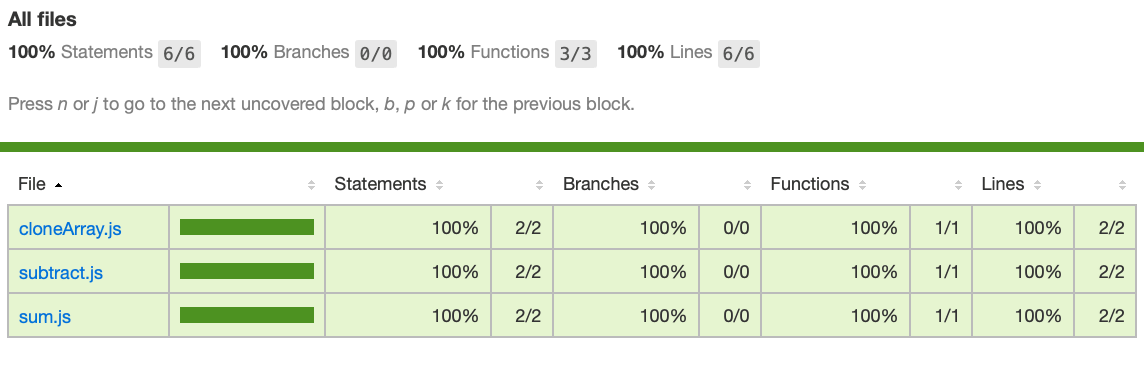 All files
100% Statements 6/6 100% Branches 0/0 100% Functions 3/3 100% Lines 6/6
Press n or j to go to the next uncovered block, b, p or k for the previous block.
File Statements Branches Functions Lines
cloneArray.js 100% 2/2 100% 0/0 100% 1/1 100% 2/2
subtract.js 100% 2/2 100% 0/0 100% 1/1 100% 2/2
sum.js 100% 2/2 100% 0/0 100% 1/1 100% 2/2